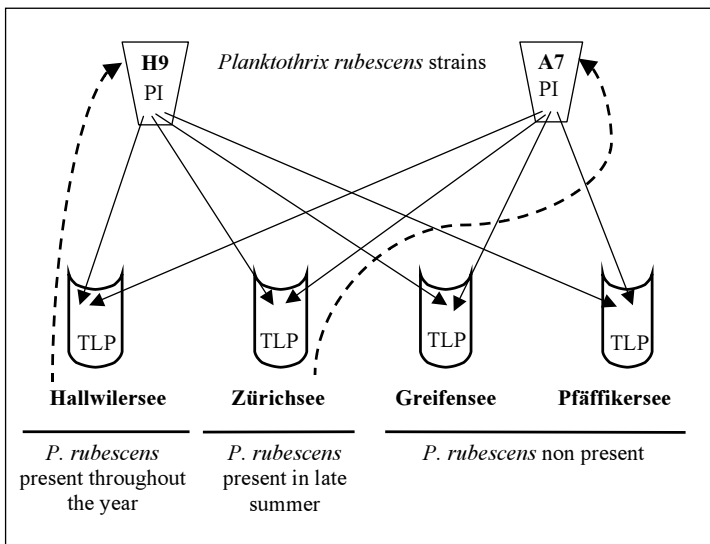 H9 Planktothrix rubescens strains A7
PI PI
TLP TLP TLP TLP
Hallwilersee Zürichsee Greifensee Pfäffikersee
P. rubescens
present throughout
the year
P. rubescens
present in late
summer
P. rubescens non present